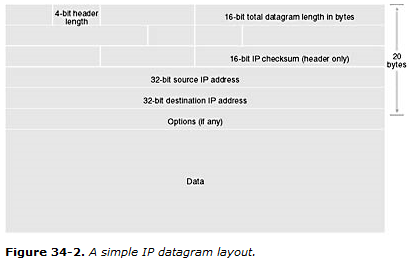 4-bit header
length
16-bit total datagram length in bytes
16-bit IP checksum (header only)
20
bytes
32-bit source IP address
32-bit destination IP address
Options (if any)
Data
Figure 34-2. A simple IP datagram layout.